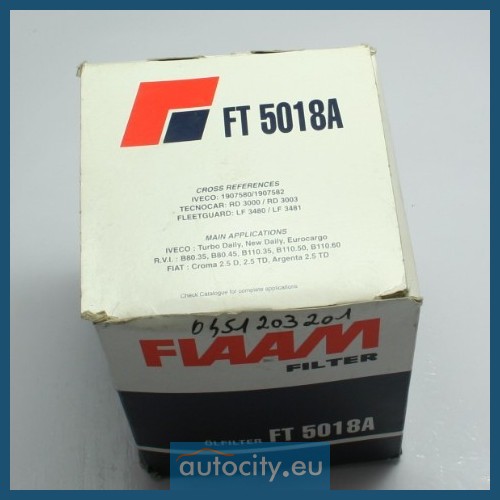 FT 5018A
CROSS REFERENCES
IVECO: 1907580/1907582
TECNOCAR: RD 3000 / RD 3003
FLEETGUARD: LF 3480 / LF 3481
MAIN APPLICATIONS
IVECO : Turbo Daily, New Daily, Eurocargo
R.V.I. : B80.35, B80.45, B110.35, B110.50, B110.60
FIAT : Croma 2.5 D, 2.5 TD, Argenta 2.5 TD
Check Catalogue for complete applications
0451203201
FIAAM
FILTER
ÖLFILTER FT 5018A
autocity.eu